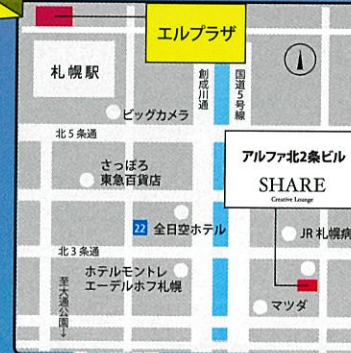 エルプラザ
札幌駅
創成川通
国道5号線
ビッグカメラ
北5条通
アルファ北2条ビル
SHARE
Creative Lounge
さっぽろ
東急百貨店
22 全日空ホテル
JR札幌病
北3条通
ホテルモントレ
エーデルホフ札幌
至大通公園→
マツダ